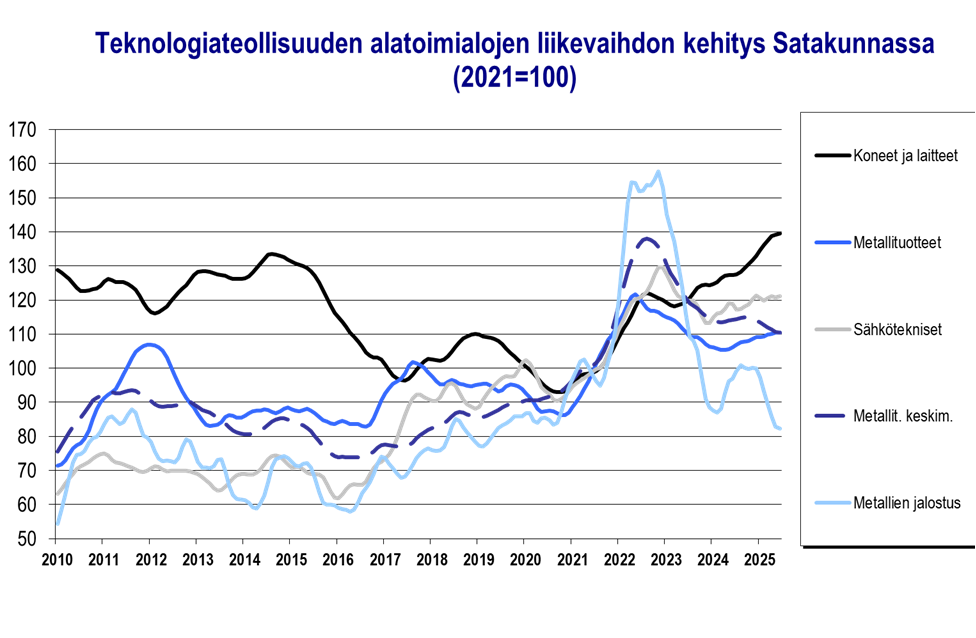 Teknologiateollisuuden alatoimialojen liikevaihdon kehitys Satakunnassa
(2021=100)
170
160
150
140
130
120
110
100
90
80
70
60
50
2010 2011 2012 2013 2014 2015 2016 2017 2018 2019 2020 2021 2022 2023 2024 2025
Koneet ja laitteet
Metallituotteet
Sähkötekniset
Metallit. keskim.
Metallien jalostus